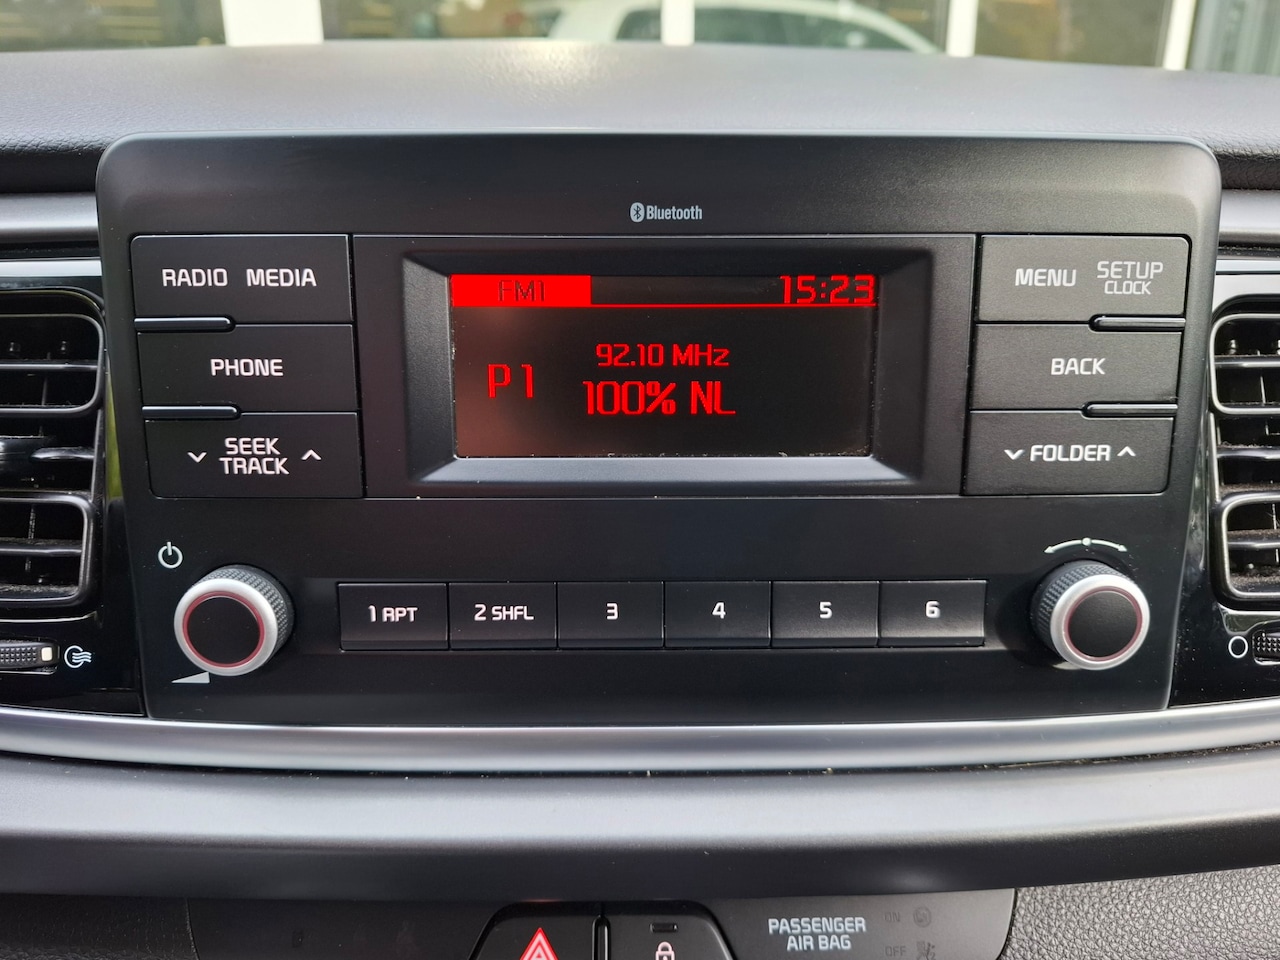 Bluetooth
RADIO MEDIA
PHONE
SEEK
TRACK
FM1 15:23
92.10 MHz
P1
100% NL
MENU
SETUP
CLOCK
BACK
FOLDER
1 RPT
2 SHFL
3
4
5
6
PASSENGER
AIR BAG
ON
OFF